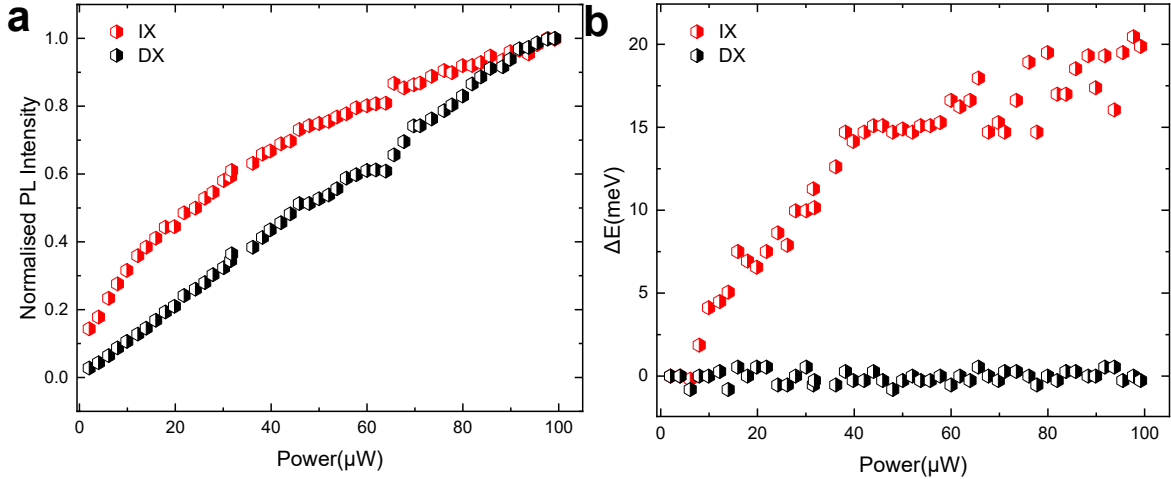 a
IX
DX
Normalised PL Intensity
1.0
0.8
0.6
0.4
0.2
0.0
0 20 40 60 80 100
Power(μW)
b
IX
DX
ΔE(meV)
20
15
10
5
0
0 20 40 60 80 100
Power(μW)